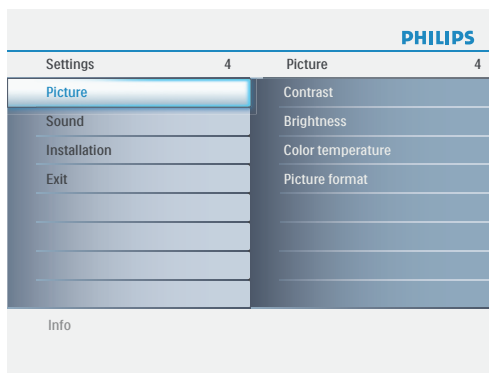 PHILIPS
Settings 4 Picture 4
Picture Contrast
Sound Brightness
Installation Color temperature
Exit Picture format
Info